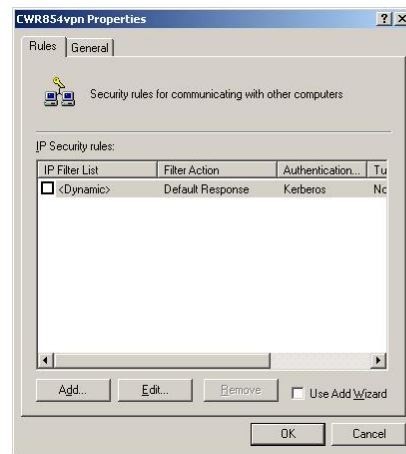 CWR854vpn Properties
Rules General
Security rules for communicating with other computers
IP Security rules:
IP Filter List Filter Action Authentication... Tu
<Dynamic> Default Response Kerberos Nc
Add... Edit... Remove Use Add Wizard
OK Cancel